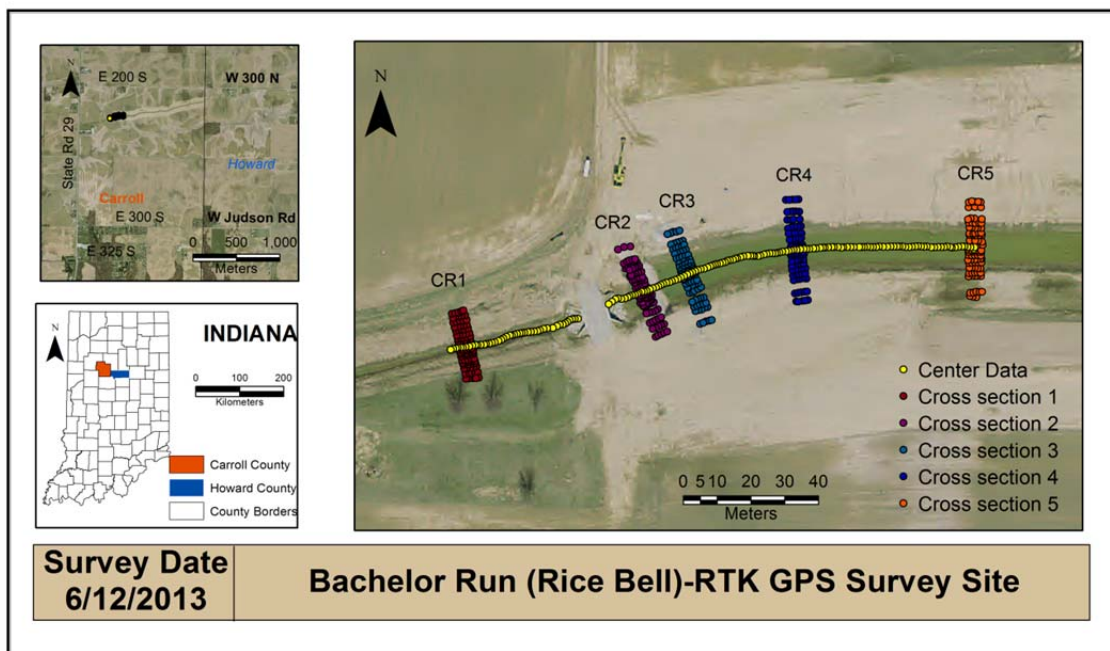 N
E 200 S
W 300 N
State Rd 29
Howard
Carroll
E 300 S
W Judson Rd
E 325 S
0 500 1,000
Meters
N
INDIANA
0 100 200
Kilometers
Carroll County
Howard County
County Borders
N
CR1
CR2
CR3
CR4
CR5
Center Data
Cross section 1
Cross section 2
Cross section 3
Cross section 4
Cross section 5
0 5 10 20 30 40
Meters
Survey Date
6/12/2013
Bachelor Run (Rice Bell)-RTK GPS Survey Site